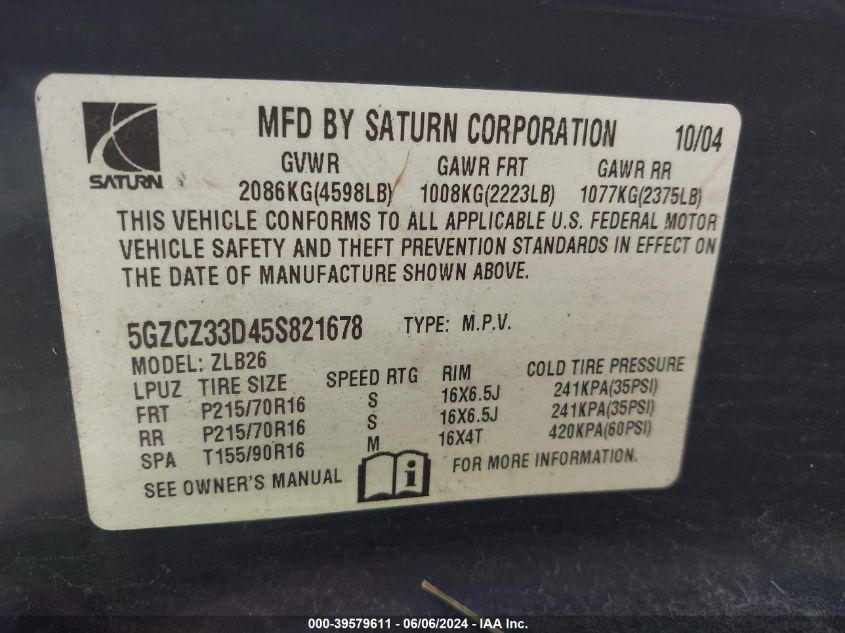 MFD BY SATURN CORPORATION 10/04
SATURN
GVWR GAWR FRT GAWR RR
2086KG(4598LB) 1008KG(2223LB) 1077KG(2375LB)
THIS VEHICLE CONFORMS TO ALL APPLICABLE U.S. FEDERAL MOTOR
VEHICLE SAFETY AND THEFT PREVENTION STANDARDS IN EFFECT ON
THE DATE OF MANUFACTURE SHOWN ABOVE.
5GZCZ33D45S821678 TYPE: M.P.V.
MODEL: ZLB26
LPUZ TIRE SIZE SPEED RTG RIM COLD TIRE PRESSURE
FRT P215/70R16 S 16X6.5J 241KPA(35PSI)
RR P215/70R16 S 16X6.5J 241KPA(35PSI)
SPA T155/90R16 M 16X4T 420KPA(60PSI)
SEE OWNER'S MANUAL i FOR MORE INFORMATION.
000-39579611 - 06/06/2024 - IAA Inc.